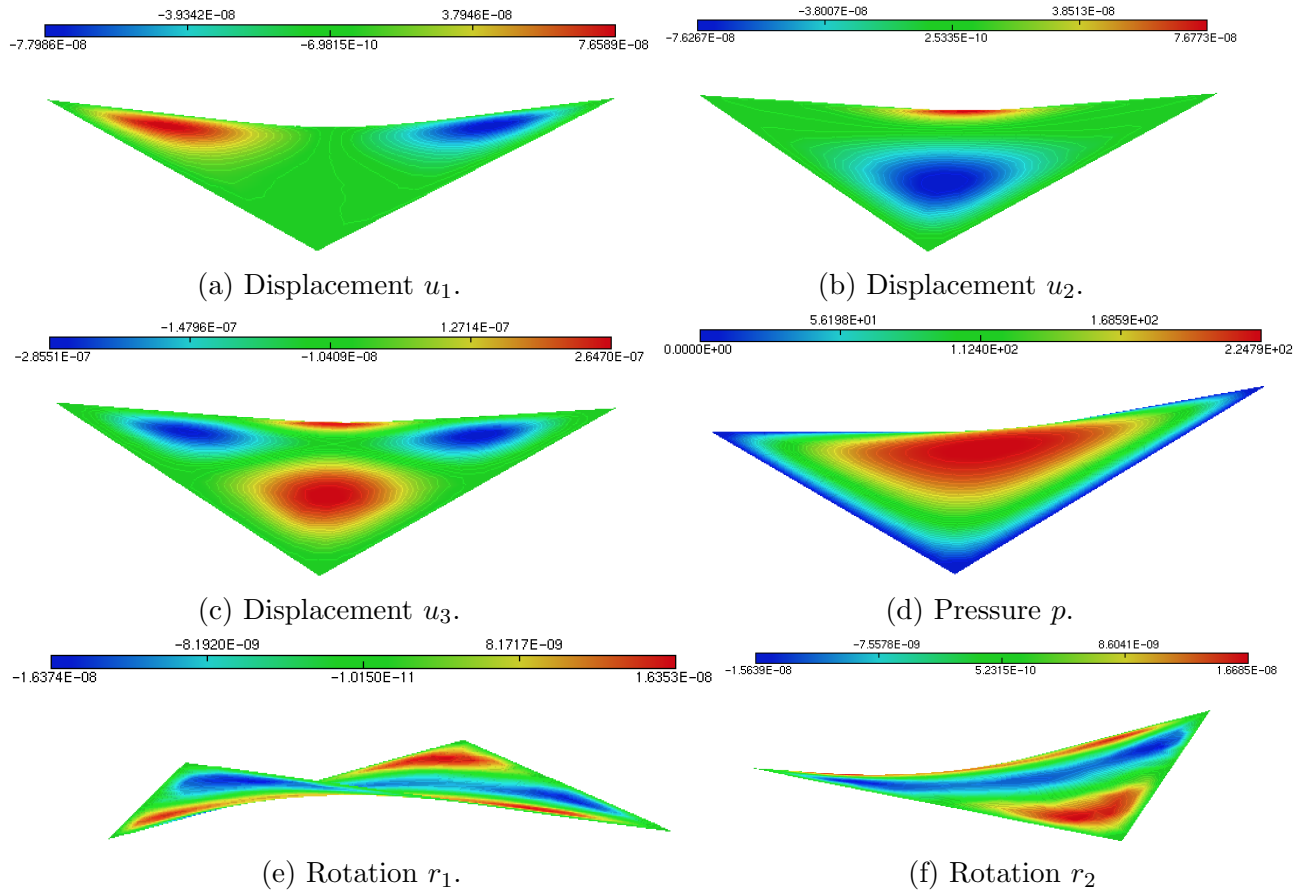 −3.9342E−08 3.7946E−08
−7.7986E−08 −6.9815E−10 7.6589E−08
(a) Displacement u₁.
−3.8007E−08 3.8513E−08
−7.6267E−08 2.5335E−10 7.6773E−08
(b) Displacement u₂.
−1.4796E−07 1.2714E−07
−2.8551E−07 −1.0409E−08 2.6470E−07
(c) Displacement u₃.
5.6198E+01 1.6859E+02
0.0000E+00 1.1240E+02 2.2479E+02
(d) Pressure p.
−8.1920E−09 8.1717E−09
−1.6374E−08 −1.0150E−11 1.6353E−08
(e) Rotation r₁.
−7.5578E−09 8.6041E−09
−1.5639E−08 5.2315E−10 1.6685E−08
(f) Rotation r₂